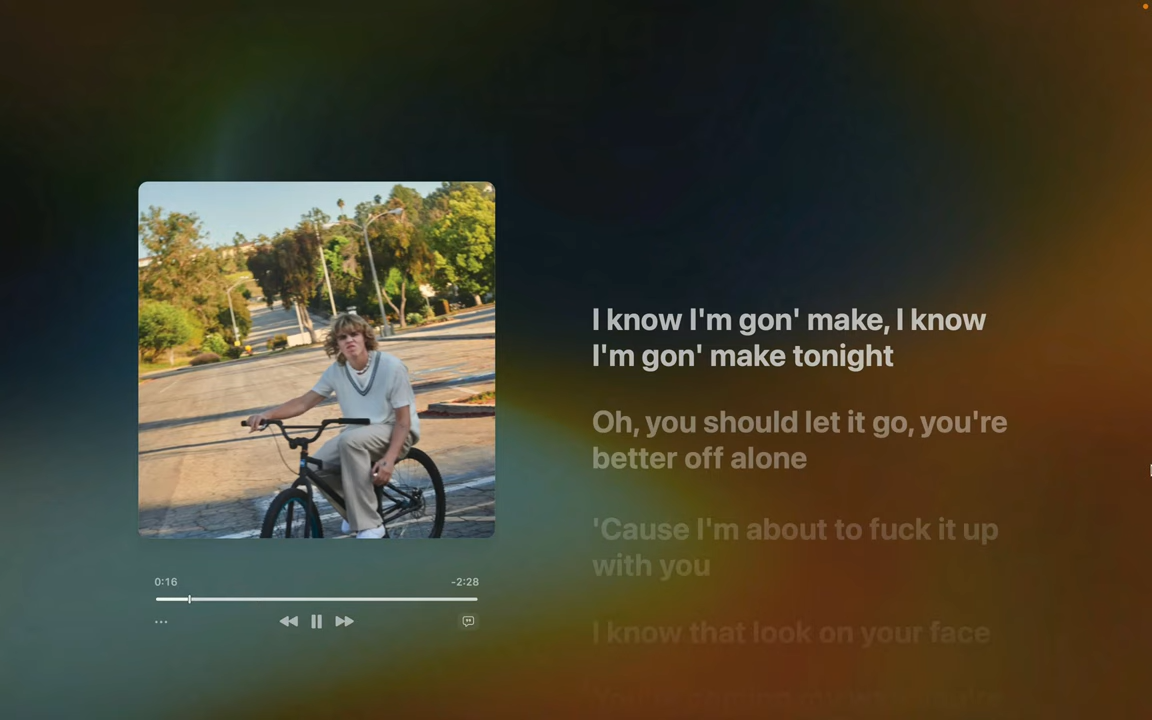 I know I'm gon' make, I know
I'm gon' make tonight
Oh, you should let it go, you're
better off alone
'Cause I'm about to fuck it up
with you
I know that look on your face
0:16
-2:28